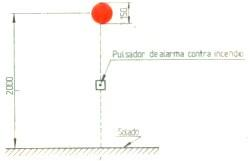 150
Pulsador de alarma contra incendio
2000
Solado